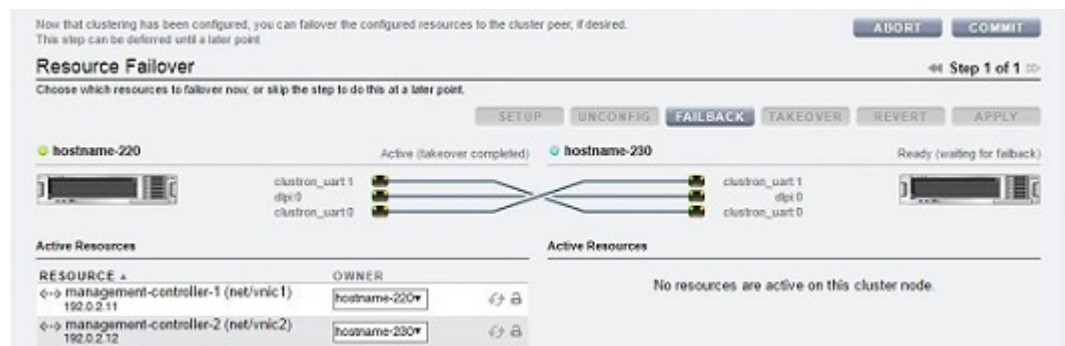 Now that clustering has been configured, you can failover the configured resources to the cluster peer, if desired.
This step can be deferred until a later point
ABORT COMMIT
Resource Failover
Step 1 of 1
Choose which resources to failover now, or skip the step to do this at a later point.
SETUP UNCONFIG FAILBACK TAKEOVER REVERT APPLY
hostname-220 Active (takeover completed)
hostname-230 Ready (waiting for failback)
clustron_uart:1 clustron_uart:1
dlpi:0 dlpi:0
clustron_uart:0 clustron_uart:0
Active Resources
Active Resources
RESOURCE OWNER
management-controller-1 (net/vnic1) hostname-220
192.0.2.11
management-controller-2 (net/vnic2) hostname-230
192.0.2.12
No resources are active on this cluster node.